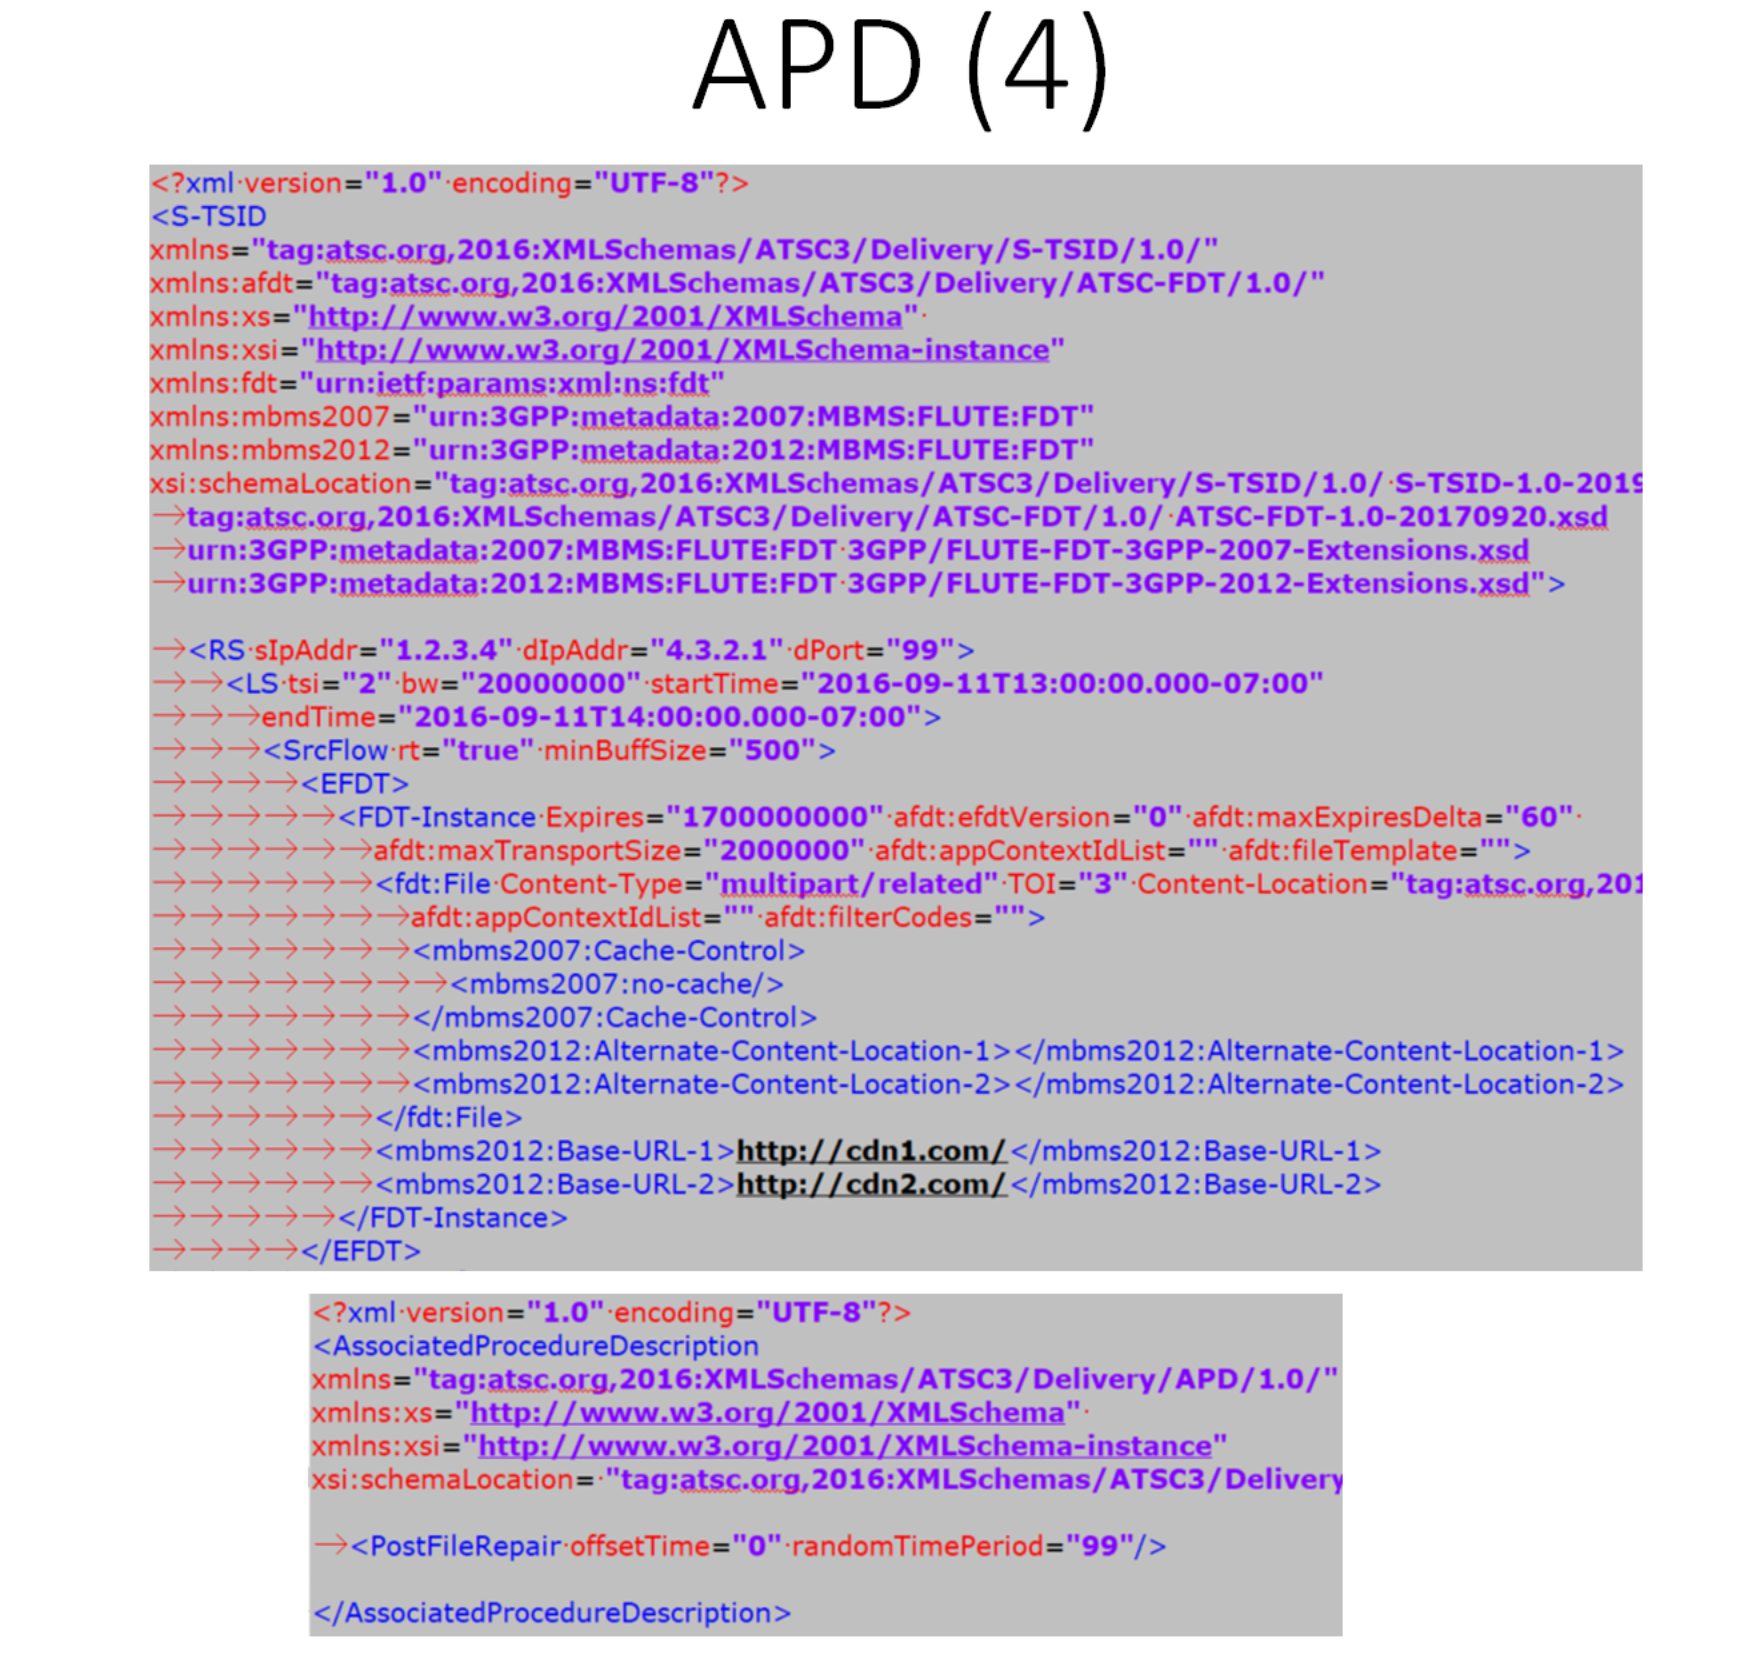 APD (4)
<?xml version="1.0" encoding="UTF-8"?>
<S-TSID
xmlns="tag:atsc.org,2016:XMLSchemas/ATSC3/Delivery/S-TSID/1.0/"
xmlns:afdt="tag:atsc.org,2016:XMLSchemas/ATSC3/Delivery/ATSC-FDT/1.0/"
xmlns:xs="http://www.w3.org/2001/XMLSchema"
xmlns:xsi="http://www.w3.org/2001/XMLSchema-instance"
xmlns:fdt="urn:ietf:params:xml:ns:fdt"
xmlns:mbms2007="urn:3GPP:metadata:2007:MBMS:FLUTE:FDT"
xmlns:mbms2012="urn:3GPP:metadata:2012:MBMS:FLUTE:FDT"
xsi:schemaLocation="tag:atsc.org,2016:XMLSchemas/ATSC3/Delivery/S-TSID/1.0/ S-TSID-1.0-2019
tag:atsc.org,2016:XMLSchemas/ATSC3/Delivery/ATSC-FDT/1.0/ ATSC-FDT-1.0-20170920.xsd
urn:3GPP:metadata:2007:MBMS:FLUTE:FDT 3GPP/FLUTE-FDT-3GPP-2007-Extensions.xsd
urn:3GPP:metadata:2012:MBMS:FLUTE:FDT 3GPP/FLUTE-FDT-3GPP-2012-Extensions.xsd">
<RS sIpAddr="1.2.3.4" dIpAddr="4.3.2.1" dPort="99">
<LS tsi="2" bw="20000000" startTime="2016-09-11T13:00:00.000-07:00"
endTime="2016-09-11T14:00:00.000-07:00">
<SrcFlow rt="true" minBuffSize="500">
<EFDT>
<FDT-Instance Expires="1700000000" afdt:efdtVersion="0" afdt:maxExpiresDelta="60"
afdt:maxTransportSize="2000000" afdt:appContextIdList="" afdt:fileTemplate="">
<fdt:File Content-Type="multipart/related" TOI="3" Content-Location="tag:atsc.org,201
afdt:appContextIdList="" afdt:filterCodes="">
<mbms2007:Cache-Control>
<mbms2007:no-cache/>
</mbms2007:Cache-Control>
<mbms2012:Alternate-Content-Location-1></mbms2012:Alternate-Content-Location-1>
<mbms2012:Alternate-Content-Location-2></mbms2012:Alternate-Content-Location-2>
</fdt:File>
<mbms2012:Base-URL-1>http://cdn1.com/</mbms2012:Base-URL-1>
<mbms2012:Base-URL-2>http://cdn2.com/</mbms2012:Base-URL-2>
</FDT-Instance>
</EFDT>
<?xml version="1.0" encoding="UTF-8"?>
<AssociatedProcedureDescription
xmlns="tag:atsc.org,2016:XMLSchemas/ATSC3/Delivery/APD/1.0/"
xmlns:xs="http://www.w3.org/2001/XMLSchema"
xmlns:xsi="http://www.w3.org/2001/XMLSchema-instance"
xsi:schemaLocation= "tag:atsc.org,2016:XMLSchemas/ATSC3/Delivery
<PostFileRepair offsetTime="0" randomTimePeriod="99"/>
</AssociatedProcedureDescription>